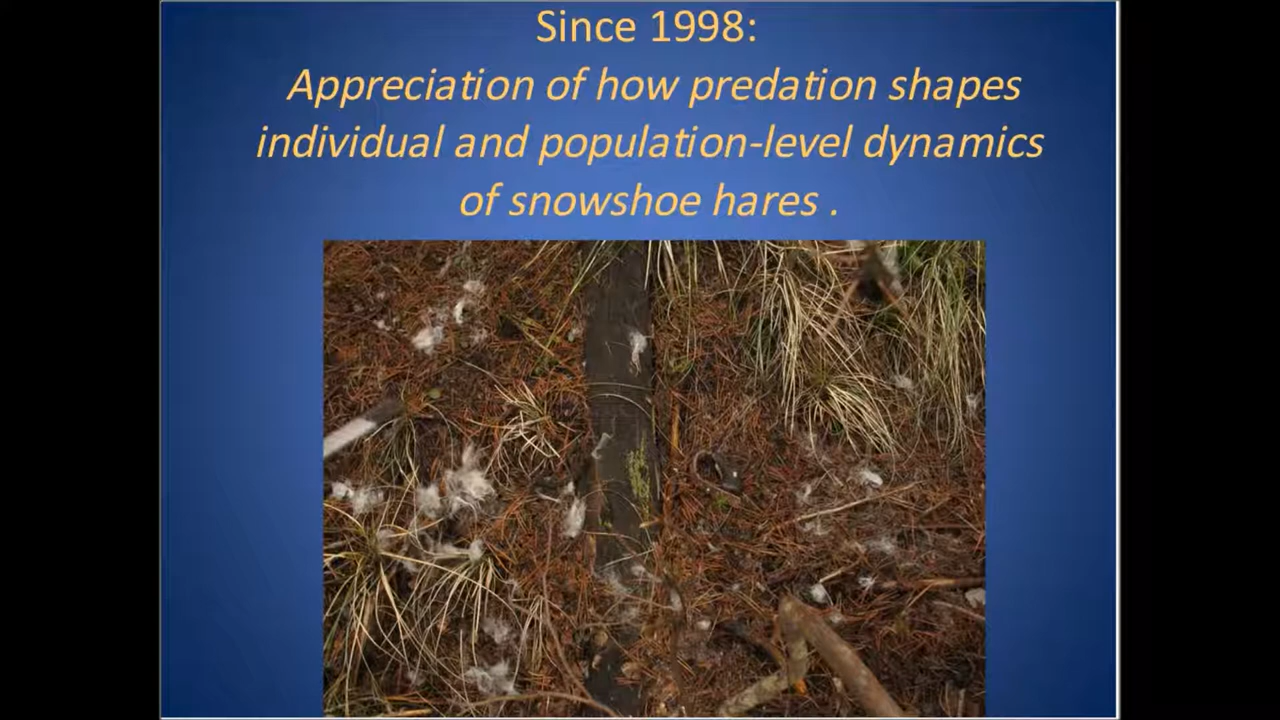 Since 1998:
Appreciation of how predation shapes
individual and population-level dynamics
of snowshoe hares .